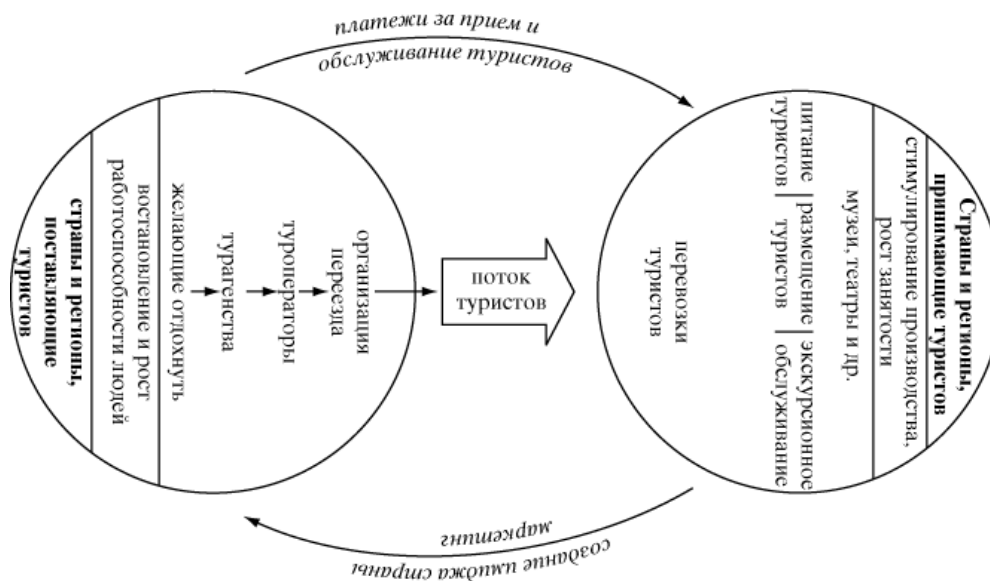 платежи за прием и
обслуживание туристов
страны и регионы,
поставляющие
туристов
востановление и рост
работоспособности людей
желающие отдохнуть
турагенства
туроператоры
организация
переезда
поток
туристов
перевозки
туристов
питание
туристов
размещение
туристов
экскурсионное
обслуживание
музеи, театры и др.
стимулирование производства,
рост занятости
Страны и регионы,
принимающие туристов
маркетинг
создание имиджа страны